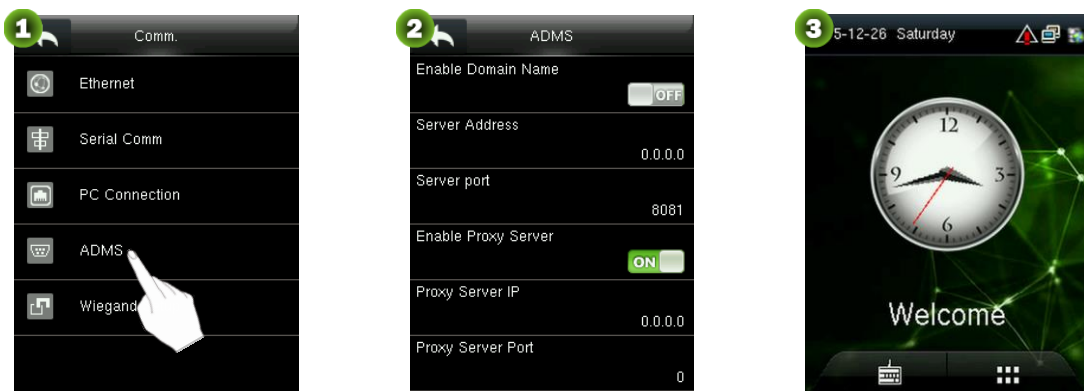 1
Comm.
Ethernet
Serial Comm
PC Connection
ADMS
Wiegand
2
ADMS
Enable Domain Name
OFF
Server Address
0.0.0.0
Server port
8081
Enable Proxy Server
ON
Proxy Server IP
0.0.0.0
Proxy Server Port
0
3
5-12-26 Saturday
12
9
3
6
Welcome